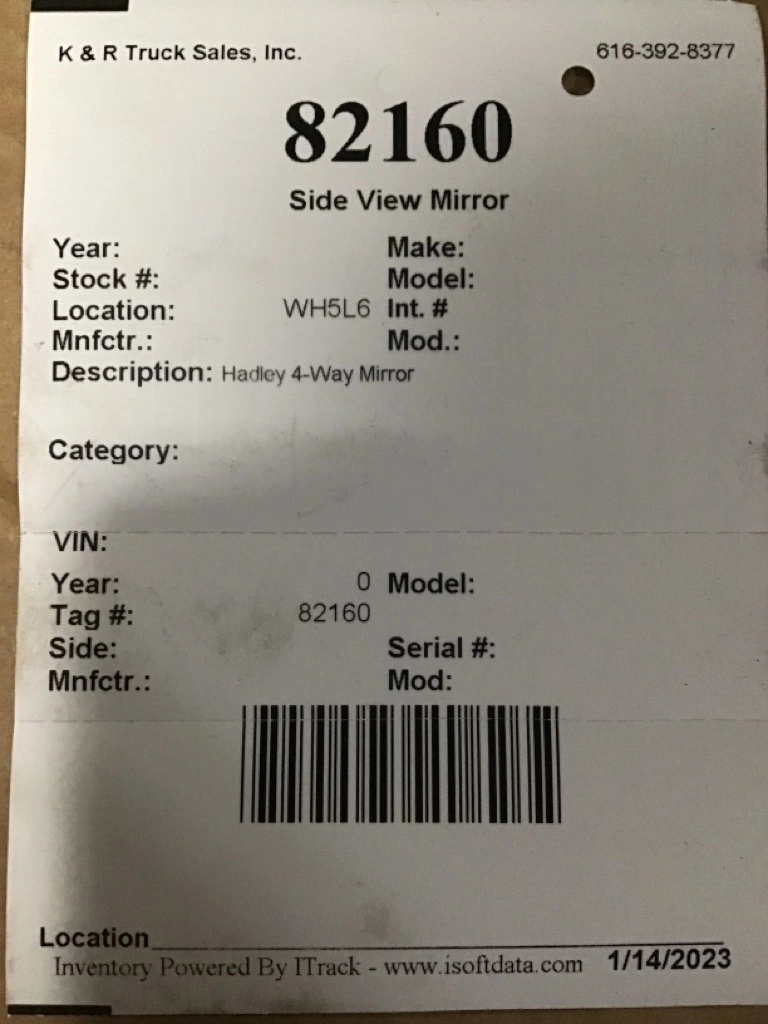 K & R Truck Sales, Inc. 616-392-8377
82160
Side View Mirror
Year: Make:
Stock #: Model:
Location: WH5L6 Int. #
Mnfctr.: Mod.:
Description: Hadley 4-Way Mirror
Category:
VIN:
Year: 0 Model:
Tag #: 82160
Side: Serial #:
Mnfctr.: Mod:
Location
Inventory Powered By ITrack - www.isoftdata.com 1/14/2023